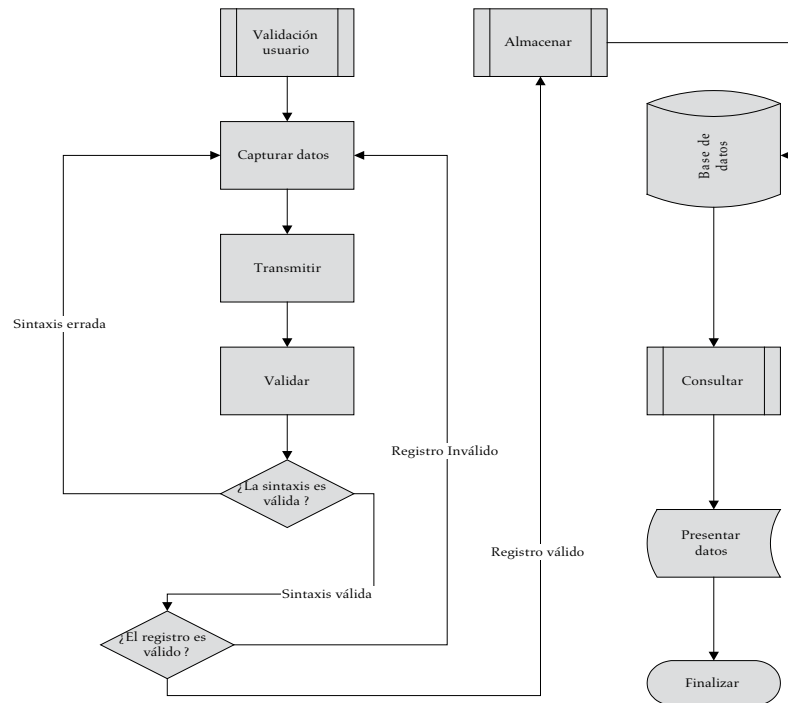 Validación
usuario
Capturar datos
Transmitir
Validar
¿La sintaxis es
válida ?
Sintaxis errada
Sintaxis válida
¿El registro es
válido ?
Registro Inválido
Registro válido
Almacenar
Base de
datos
Consultar
Presentar
datos
Finalizar